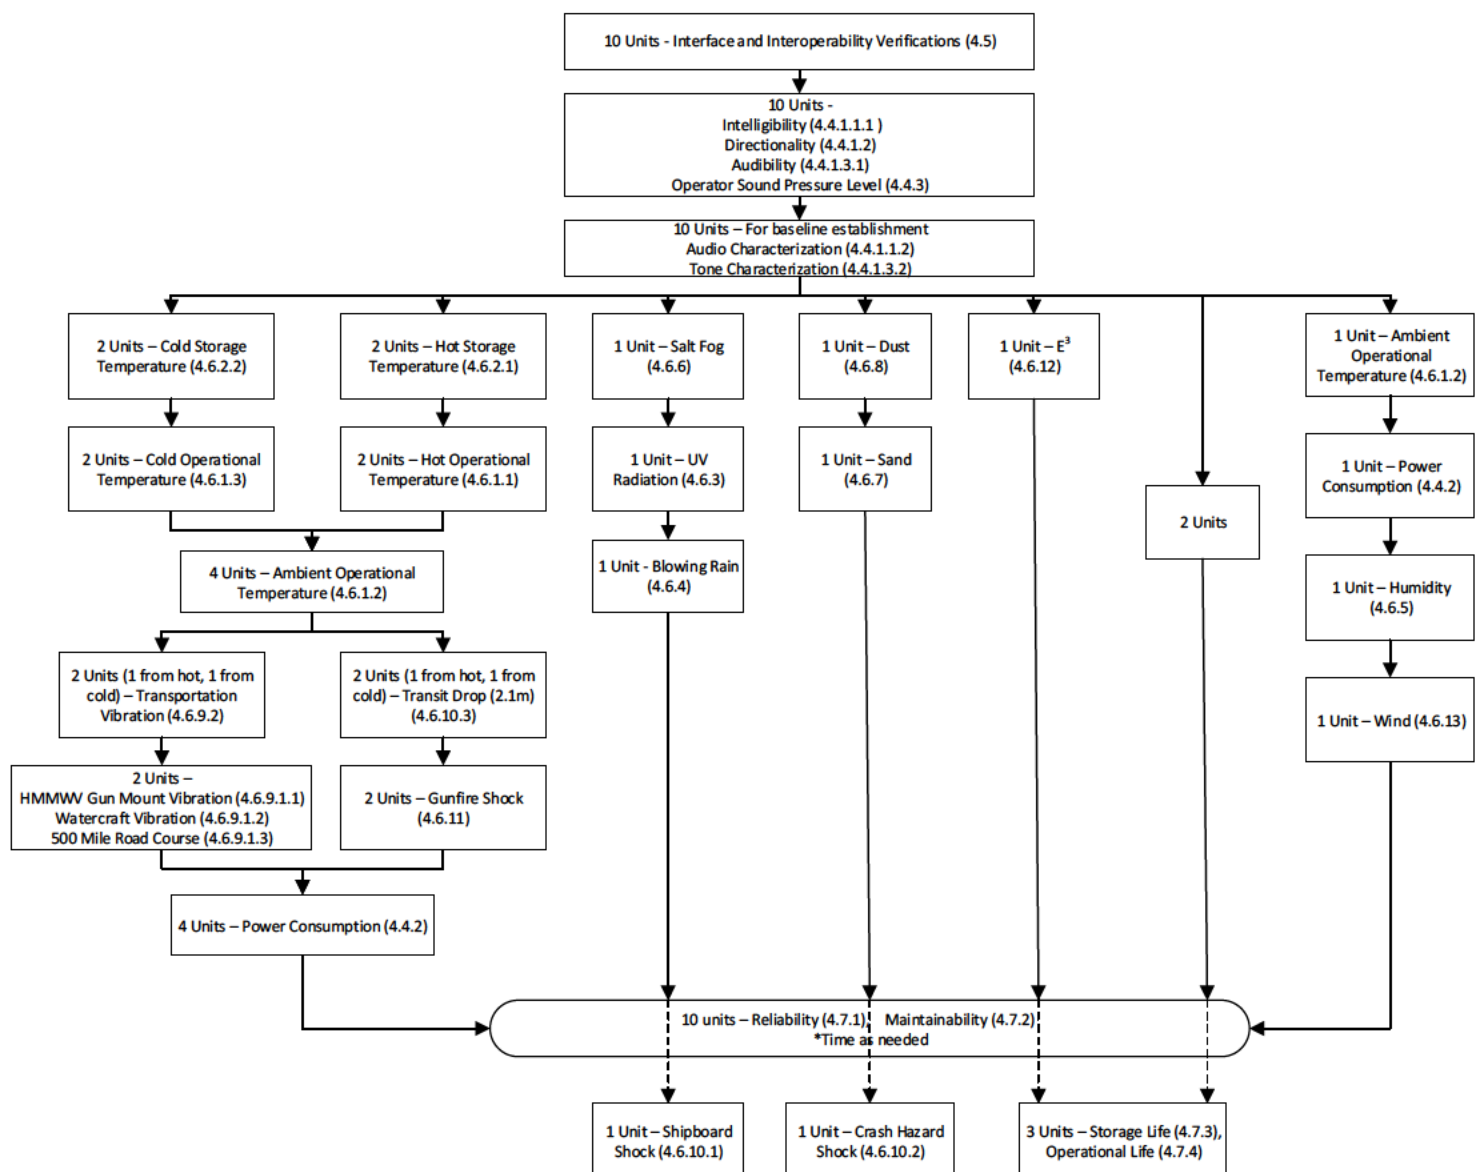 10 Units - Interface and Interoperability Verifications (4.5)
10 Units -
Intelligibility (4.4.1.1.1 )
Directionality (4.4.1.2)
Audibility (4.4.1.3.1)
Operator Sound Pressure Level (4.4.3)
10 Units – For baseline establishment
Audio Characterization (4.4.1.1.2)
Tone Characterization (4.4.1.3.2)
2 Units – Cold Storage
Temperature (4.6.2.2)
2 Units – Hot Storage
Temperature (4.6.2.1)
1 Unit – Salt Fog
(4.6.6)
1 Unit – Dust
(4.6.8)
1 Unit – E³
(4.6.12)
1 Unit – Ambient
Operational
Temperature (4.6.1.2)
2 Units – Cold Operational
Temperature (4.6.1.3)
2 Units – Hot Operational
Temperature (4.6.1.1)
1 Unit – UV
Radiation (4.6.3)
1 Unit – Sand
(4.6.7)
2 Units
1 Unit – Power
Consumption (4.4.2)
4 Units – Ambient Operational
Temperature (4.6.1.2)
1 Unit - Blowing Rain
(4.6.4)
1 Unit – Humidity
(4.6.5)
2 Units (1 from hot, 1 from
cold) – Transportation
Vibration (4.6.9.2)
2 Units (1 from hot, 1 from
cold) – Transit Drop (2.1m)
(4.6.10.3)
1 Unit – Wind (4.6.13)
2 Units –
HMMWV Gun Mount Vibration (4.6.9.1.1)
Watercraft Vibration (4.6.9.1.2)
500 Mile Road Course (4.6.9.1.3)
2 Units – Gunfire Shock
(4.6.11)
4 Units – Power Consumption (4.4.2)
10 units – Reliability (4.7.1), Maintainability (4.7.2)
*Time as needed
1 Unit – Shipboard
Shock (4.6.10.1)
1 Unit – Crash Hazard
Shock (4.6.10.2)
3 Units – Storage Life (4.7.3),
Operational Life (4.7.4)